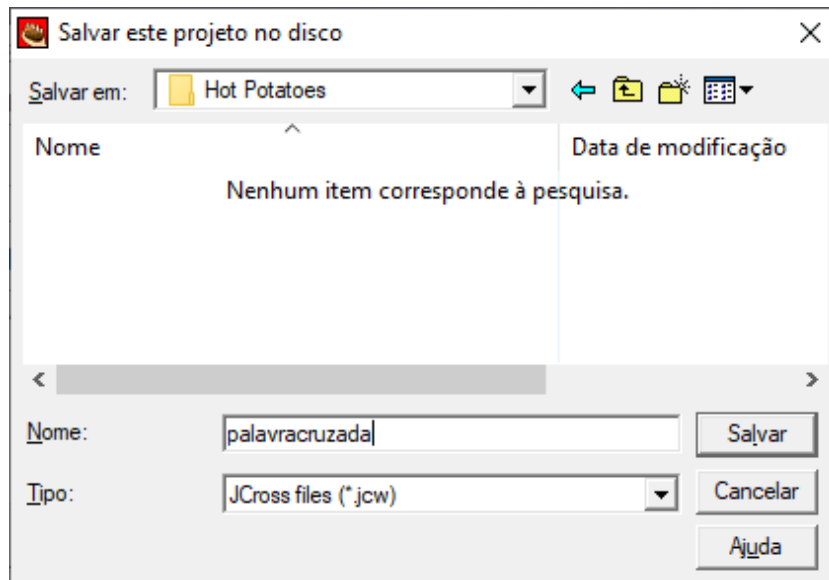 Salvar este projeto no disco
Salvar em: Hot Potatoes
Nome Data de modificação
Nenhum item corresponde à pesquisa.
Nome: palavracruzada Salvar
Tipo: JCross files (*.jcw) Cancelar
Ajuda